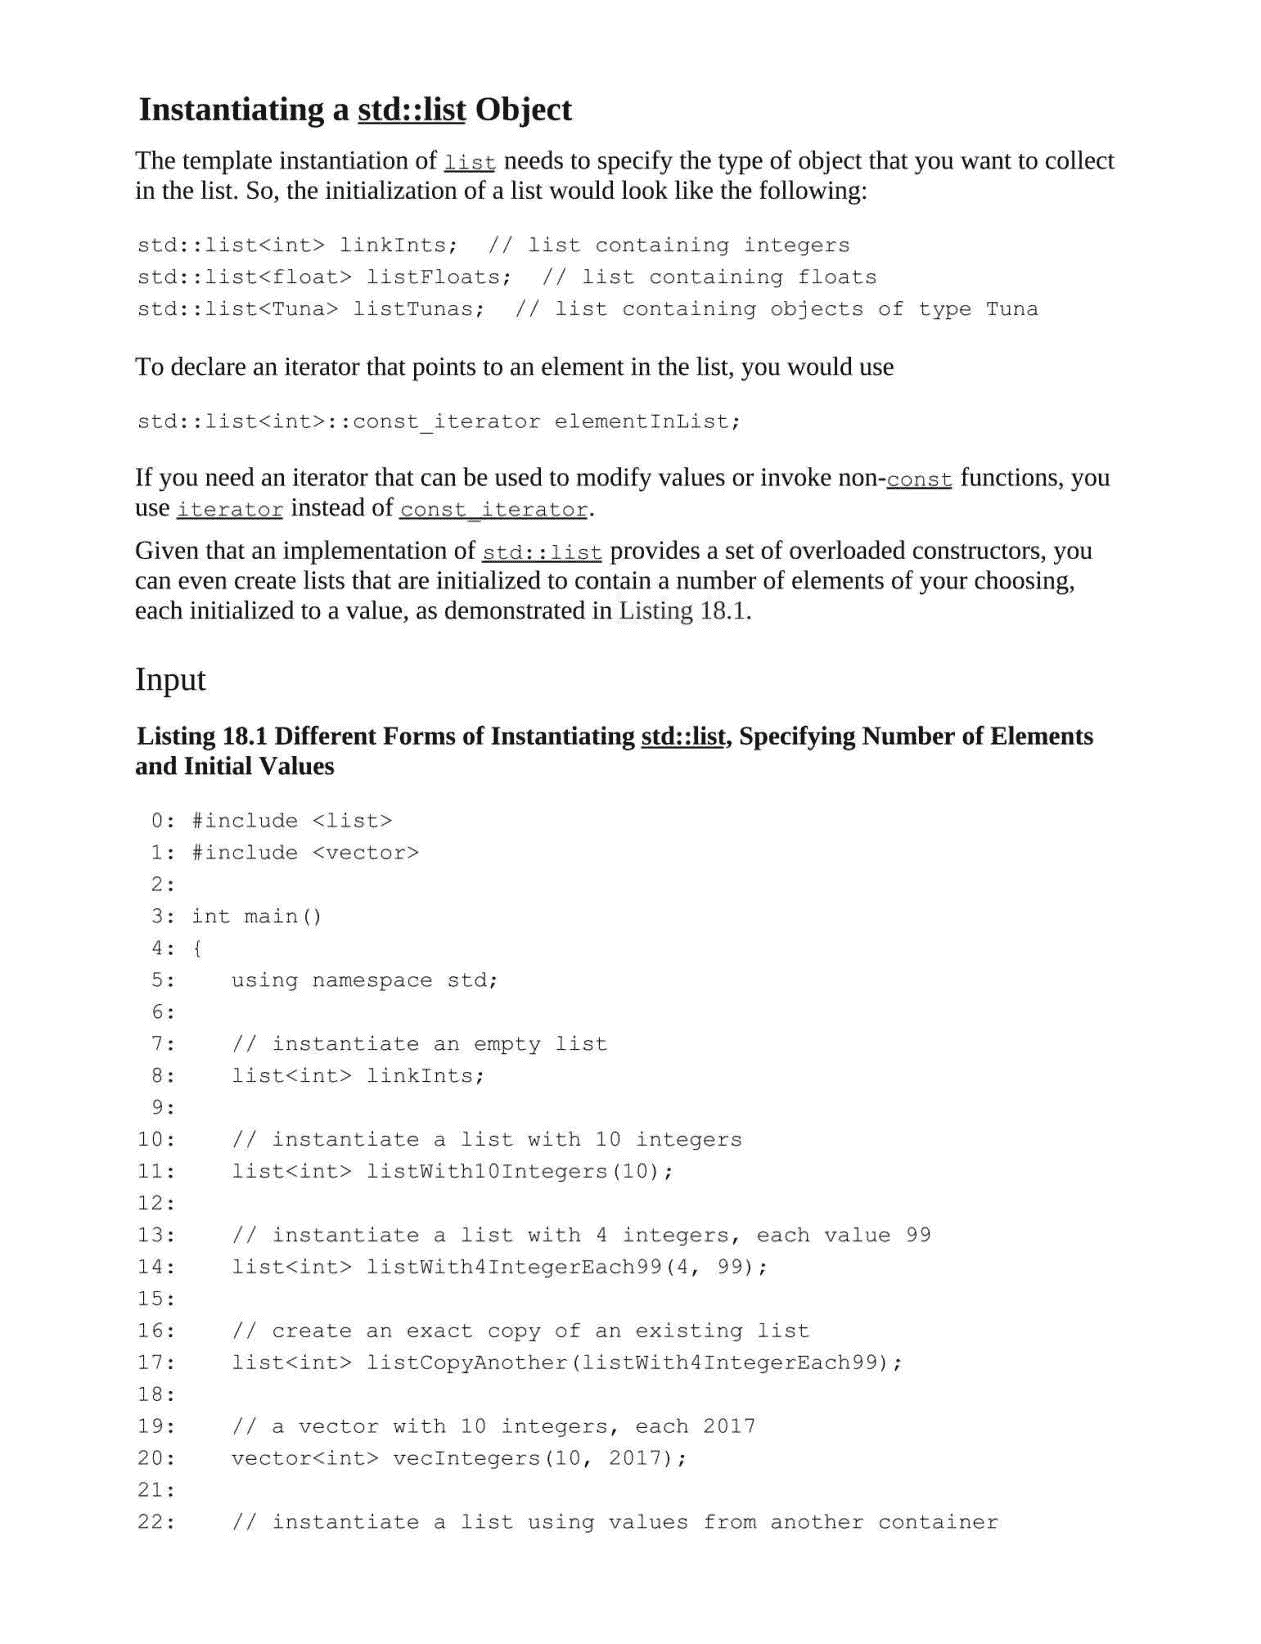 Instantiating a std::list Object
The template instantiation of list needs to specify the type of object that you want to collect
in the list. So, the initialization of a list would look like the following:
std::list<int> linkInts;  // list containing integers
std::list<float> listFloats;  // list containing floats
std::list<Tuna> listTunas;  // list containing objects of type Tuna
To declare an iterator that points to an element in the list, you would use
std::list<int>::const_iterator elementInList;
If you need an iterator that can be used to modify values or invoke non-const functions, you
use iterator instead of const_iterator.
Given that an implementation of std::list provides a set of overloaded constructors, you
can even create lists that are initialized to contain a number of elements of your choosing,
each initialized to a value, as demonstrated in Listing 18.1.
Input
Listing 18.1 Different Forms of Instantiating std::list, Specifying Number of Elements
and Initial Values
0: #include <list>
1: #include <vector>
2:
3: int main()
4: {
5:    using namespace std;
6:
7:    // instantiate an empty list
8:    list<int> linkInts;
9:
10:    // instantiate a list with 10 integers
11:    list<int> listWith10Integers(10);
12:
13:    // instantiate a list with 4 integers, each value 99
14:    list<int> listWith4IntegerEach99(4, 99);
15:
16:    // create an exact copy of an existing list
17:    list<int> listCopyAnother(listWith4IntegerEach99);
18:
19:    // a vector with 10 integers, each 2017
20:    vector<int> vecIntegers(10, 2017);
21:
22:    // instantiate a list using values from another container